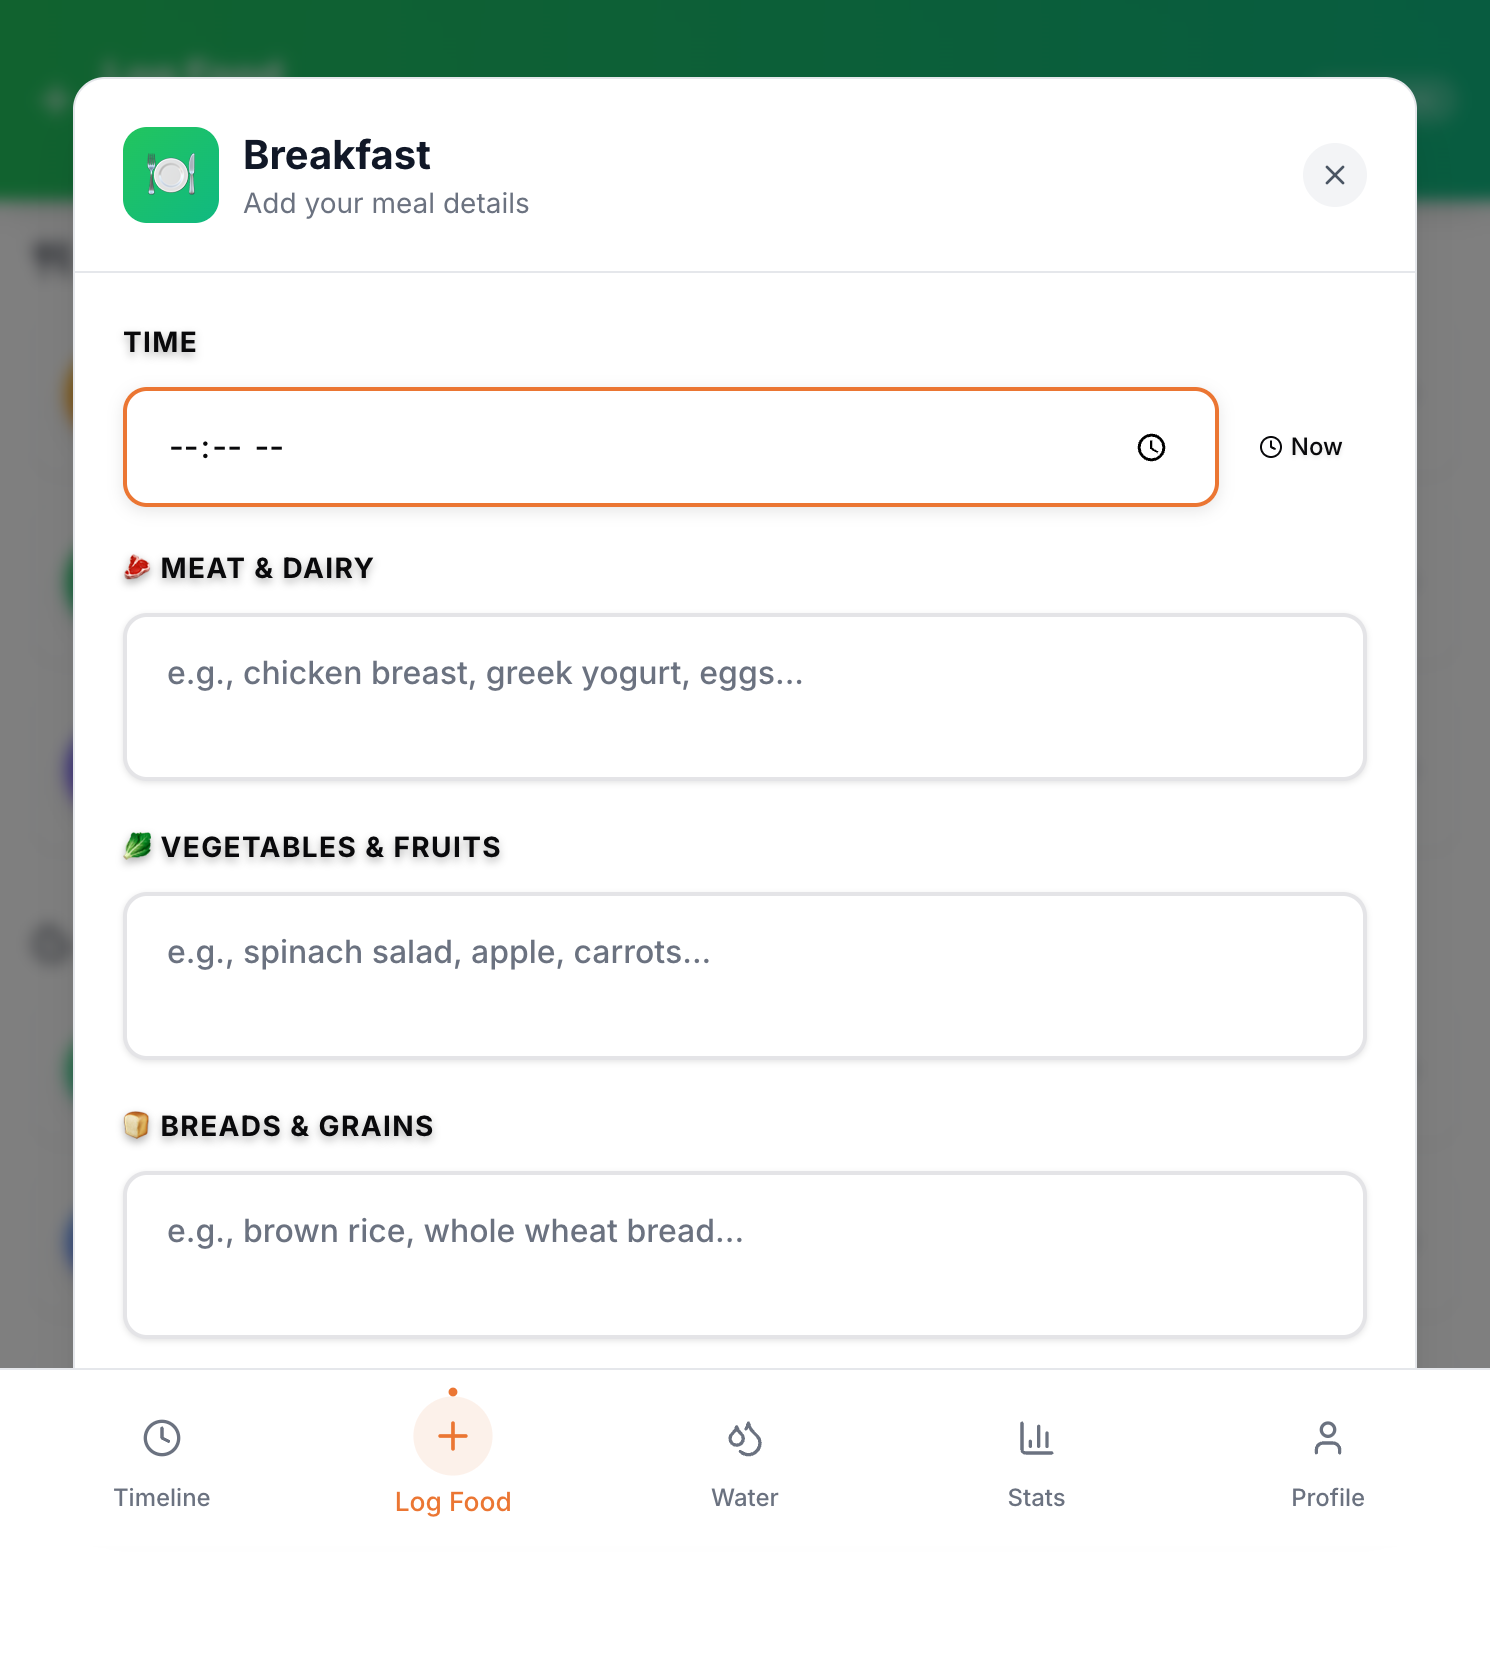 Breakfast
Add your meal details
TIME
--:-- --
Now
MEAT & DAIRY
e.g., chicken breast, greek yogurt, eggs...
VEGETABLES & FRUITS
e.g., spinach salad, apple, carrots...
BREADS & GRAINS
e.g., brown rice, whole wheat bread...
Timeline
Log Food
Water
Stats
Profile